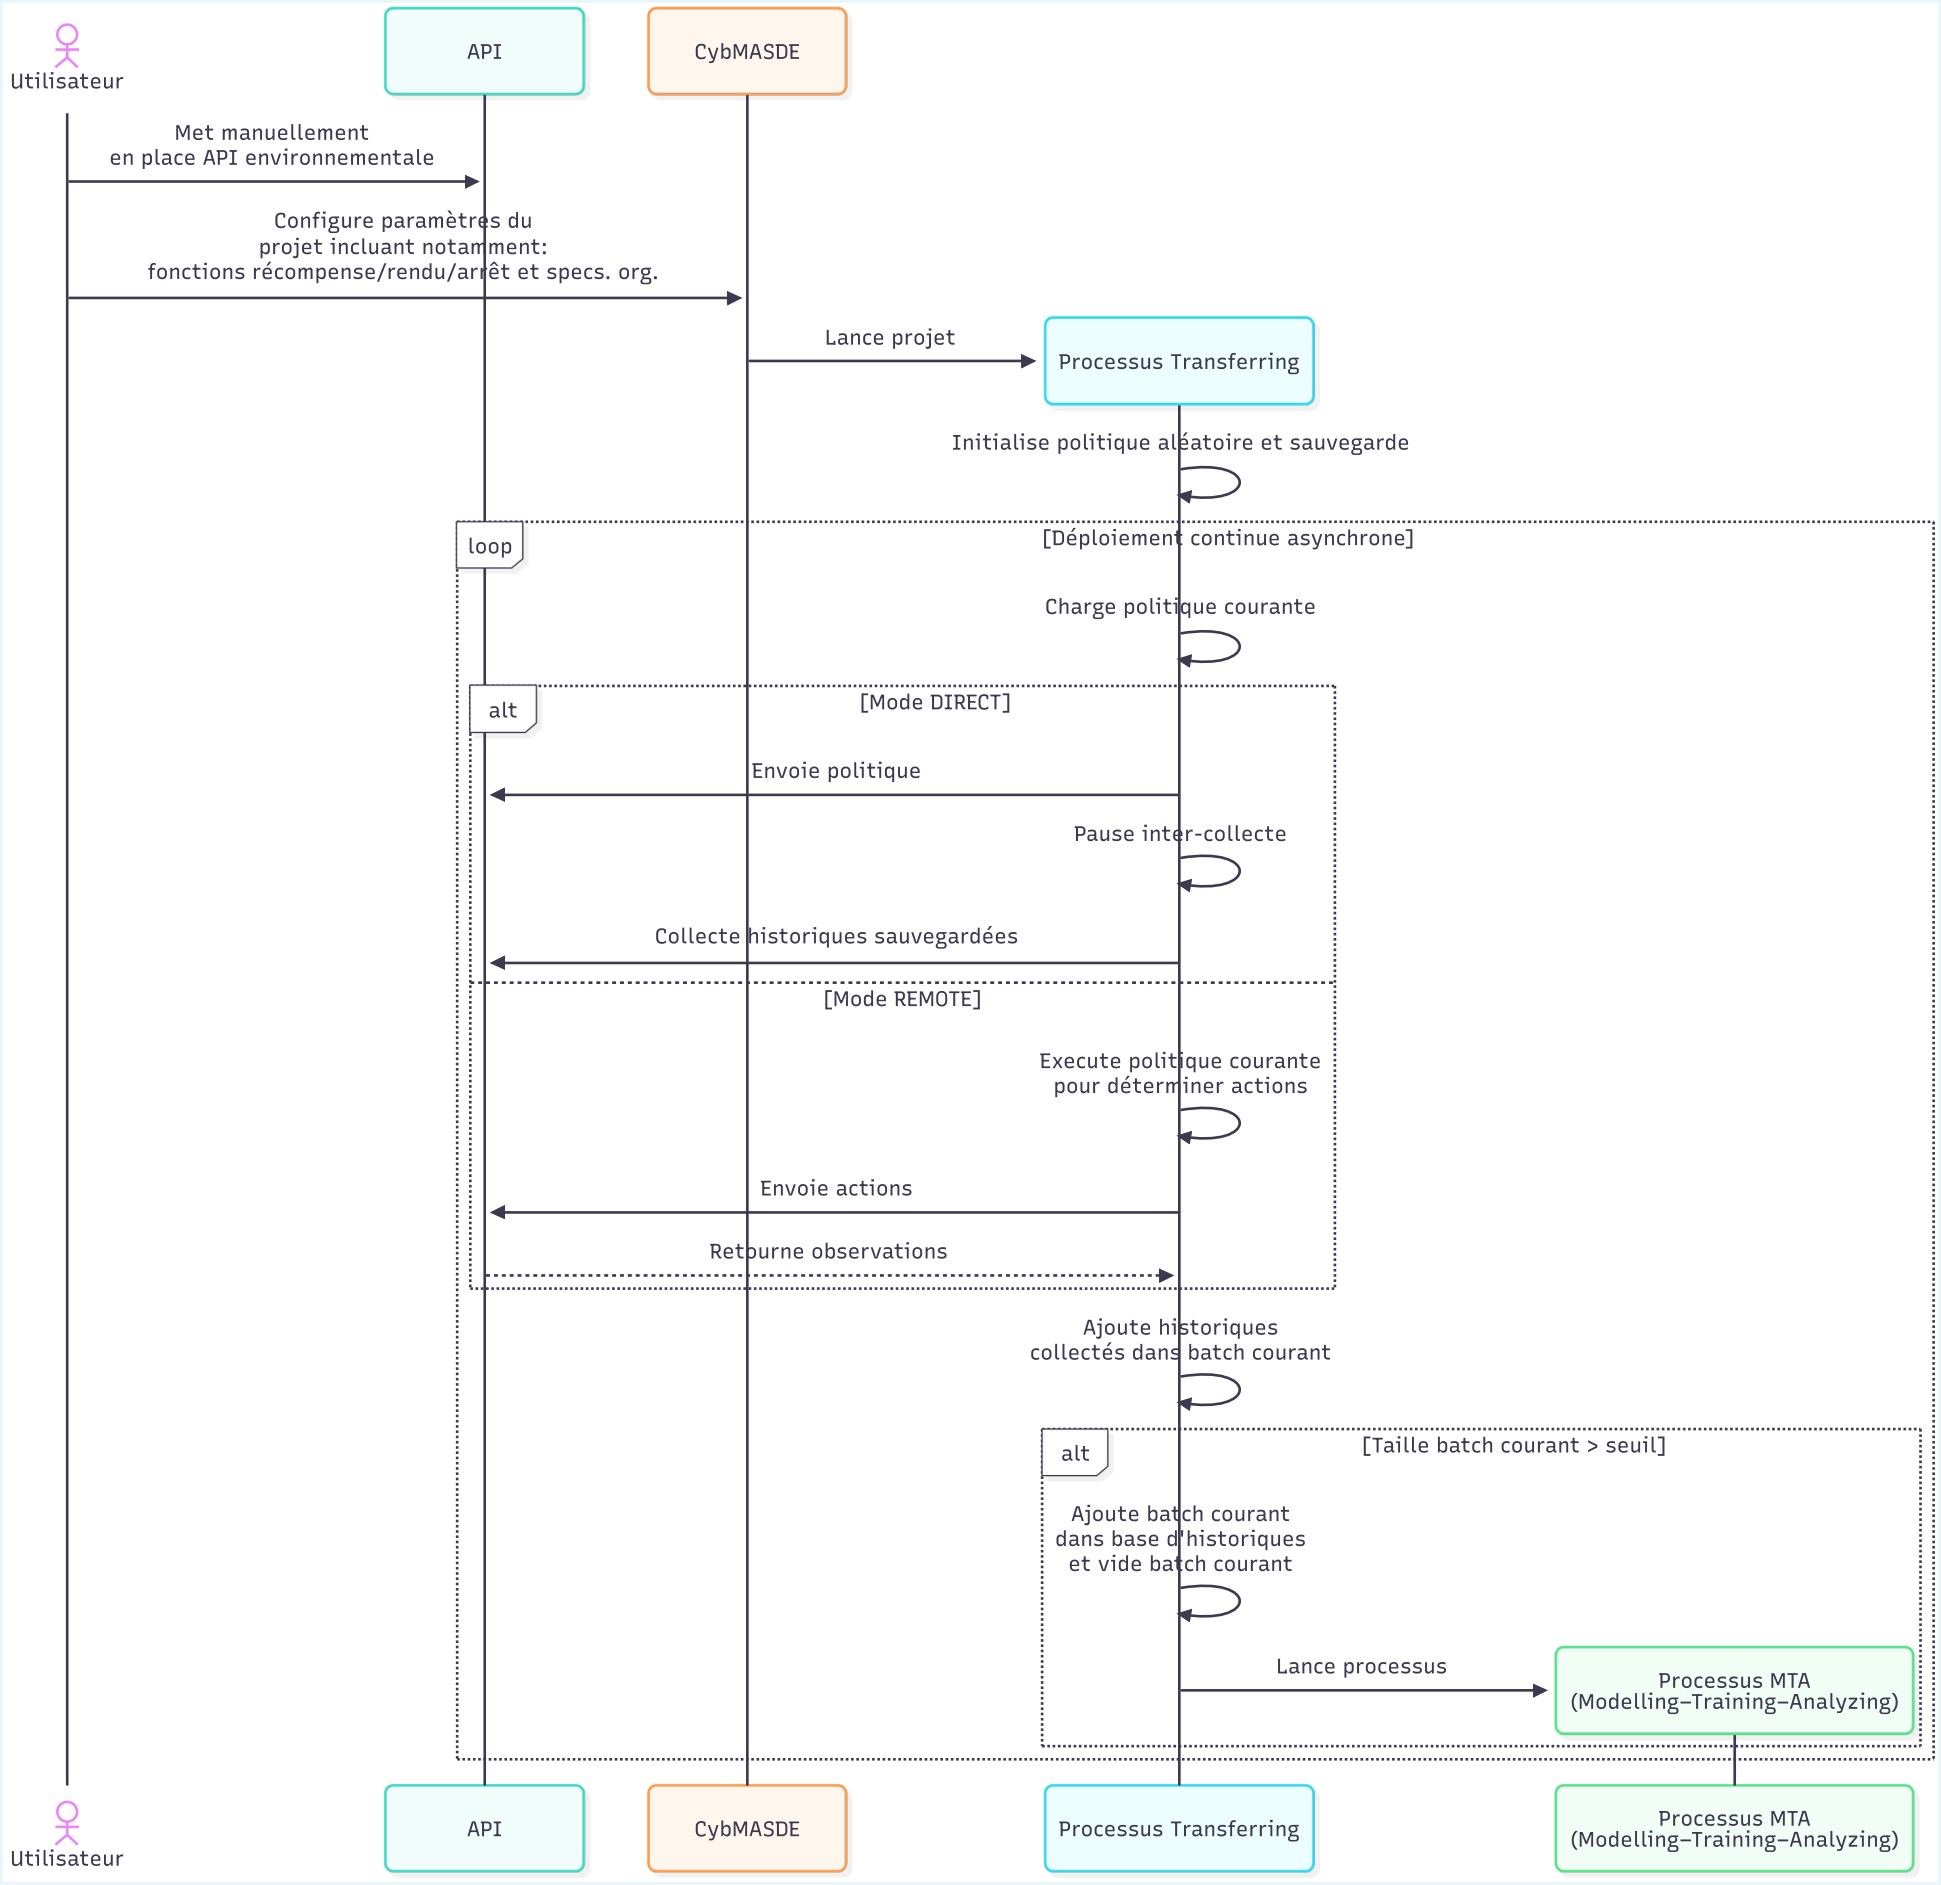 Utilisateur
API
CybMASDE
Met manuellement
en place API environnementale
Configure paramètres du
projet incluant notamment:
fonctions récompense/rendu/arrêt et specs. org.
Lance projet
Processus Transferring
Initialise politique aléatoire et sauvegarde
loop
[Déploiement continue asynchrone]
Charge politique courante
alt
[Mode DIRECT]
Envoie politique
Pause inter-collecte
Collecte historiques sauvegardées
[Mode REMOTE]
Execute politique courante
pour déterminer actions
Envoie actions
Retourne observations
Ajoute historiques
collectés dans batch courant
alt
[Taille batch courant > seuil]
Ajoute batch courant
dans base d'historiques
et vide batch courant
Lance processus
Processus MTA
(Modelling–Training–Analyzing)
Utilisateur
API
CybMASDE
Processus Transferring
Processus MTA
(Modelling–Training–Analyzing)